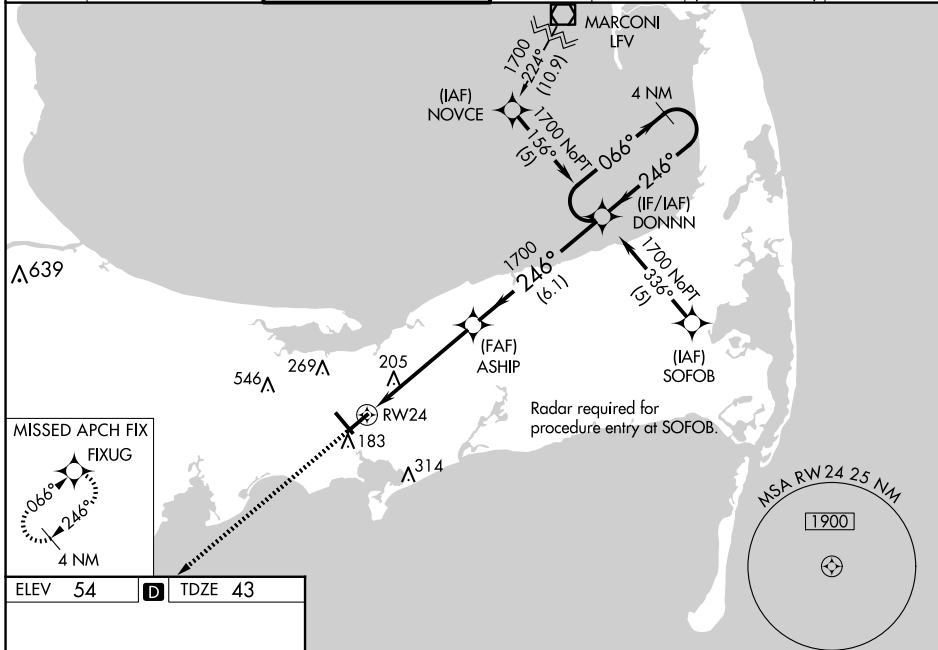 MARCONI
LFV
1700
224°
(10.9)
(IAF)
NOVCE
1700 NoPT
156°
(5)
4 NM
066°
246°
(IF/IAF)
DONNN
1700
246°
(6.1)
1700 NoPT
336°
(5)
639
(FAF)
ASHIP
(IAF)
SOFOB
546
269
205
RW24
183
314
Radar required for
procedure entry at SOFOB.
MISSED APCH FIX
FIXUG
066°
246°
4 NM
MSA RW24 25 NM
1900
ELEV 54 D TDZE 43